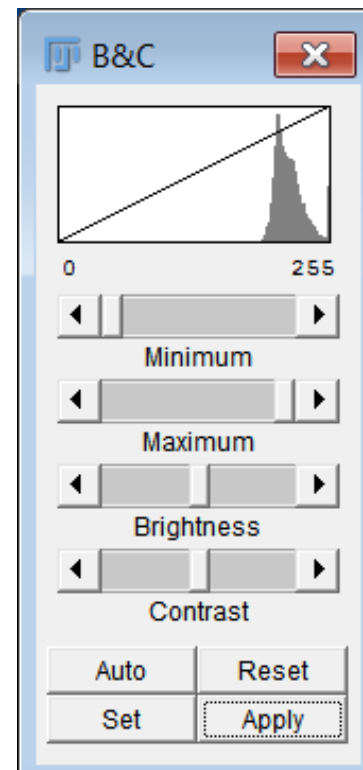 B&C
0 255
Minimum
Maximum
Brightness
Contrast
Auto Reset
Set Apply